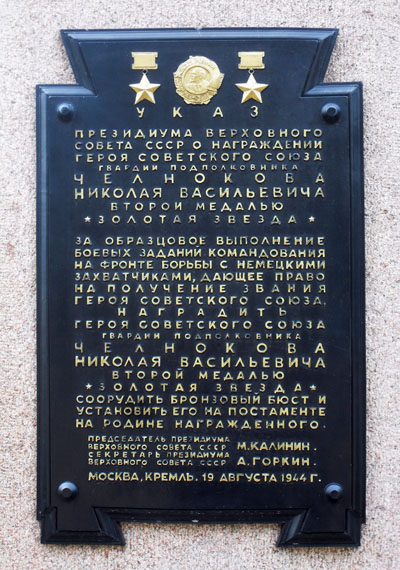 УКАЗ
ПРЕЗИДИУМА ВЕРХОВНОГО
СОВЕТА СССР О НАГРАЖДЕНИИ
ГЕРОЯ СОВЕТСКОГО СОЮЗА
ГВАРДИИ ПОДПОЛКОВНИКА
ЧЕЛНОКОВА
НИКОЛАЯ ВАСИЛЬЕВИЧА
ВТОРОЙ МЕДАЛЬЮ
★ЗОЛОТАЯ ЗВЕЗДА★
ЗА ОБРАЗЦОВОЕ ВЫПОЛНЕНИЕ
БОЕВЫХ ЗАДАНИЙ КОМАНДОВАНИЯ
НА ФРОНТЕ БОРЬБЫ С НЕМЕЦКИМИ
ЗАХВАТЧИКАМИ, ДАЮЩЕЕ ПРАВО
НА ПОЛУЧЕНИЕ ЗВАНИЯ
ГЕРОЯ СОВЕТСКОГО СОЮЗА,
НАГРАДИТЬ
ГЕРОЯ СОВЕТСКОГО СОЮЗА
ГВАРДИИ ПОДПОЛКОВНИКА
ЧЕЛНОКОВА
НИКОЛАЯ ВАСИЛЬЕВИЧА
ВТОРОЙ МЕДАЛЬЮ
★ЗОЛОТАЯ ЗВЕЗДА★
СООРУДИТЬ БРОНЗОВЫЙ БЮСТ И
УСТАНОВИТЬ ЕГО НА ПОСТАМЕНТЕ
НА РОДИНЕ НАГРАЖДЕННОГО.
ПРЕДСЕДАТЕЛЬ ПРЕЗИДИУМА
ВЕРХОВНОГО СОВЕТА СССР М.КАЛИНИН.
СЕКРЕТАРЬ ПРЕЗИДИУМА
ВЕРХОВНОГО СОВЕТА СССР А.ГОРКИН.
МОСКВА, КРЕМЛЬ. 19 АВГУСТА 1944 Г.